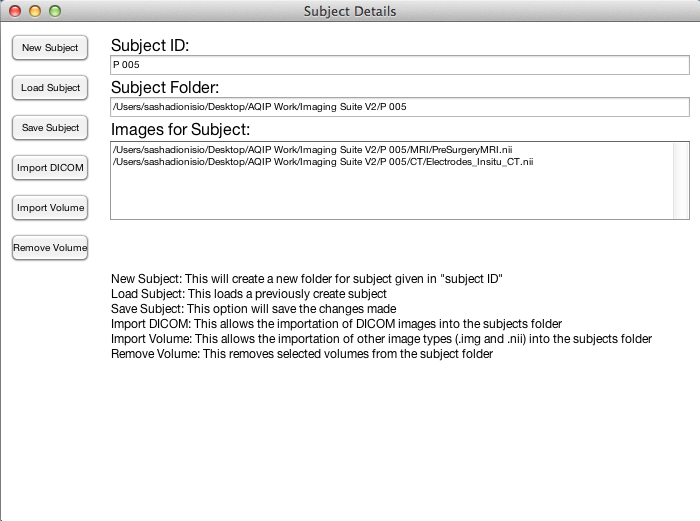 Subject Details
New Subject
Load Subject
Save Subject
Import DICOM
Import Volume
Remove Volume
Subject ID:
P 005
Subject Folder:
/Users/sashadionisio/Desktop/AQIP Work/Imaging Suite V2/P 005
Images for Subject:
/Users/sashadionisio/Desktop/AQIP Work/Imaging Suite V2/P 005/MRI/PreSurgeryMRI.nii
/Users/sashadionisio/Desktop/AQIP Work/Imaging Suite V2/P 005/CT/Electrodes_Insitu_CT.nii
New Subject: This will create a new folder for subject given in "subject ID"
Load Subject: This loads a previously create subject
Save Subject: This option will save the changes made
Import DICOM: This allows the importation of DICOM images into the subjects folder
Import Volume: This allows the importation of other image types (.img and .nii) into the subjects folder
Remove Volume: This removes selected volumes from the subject folder